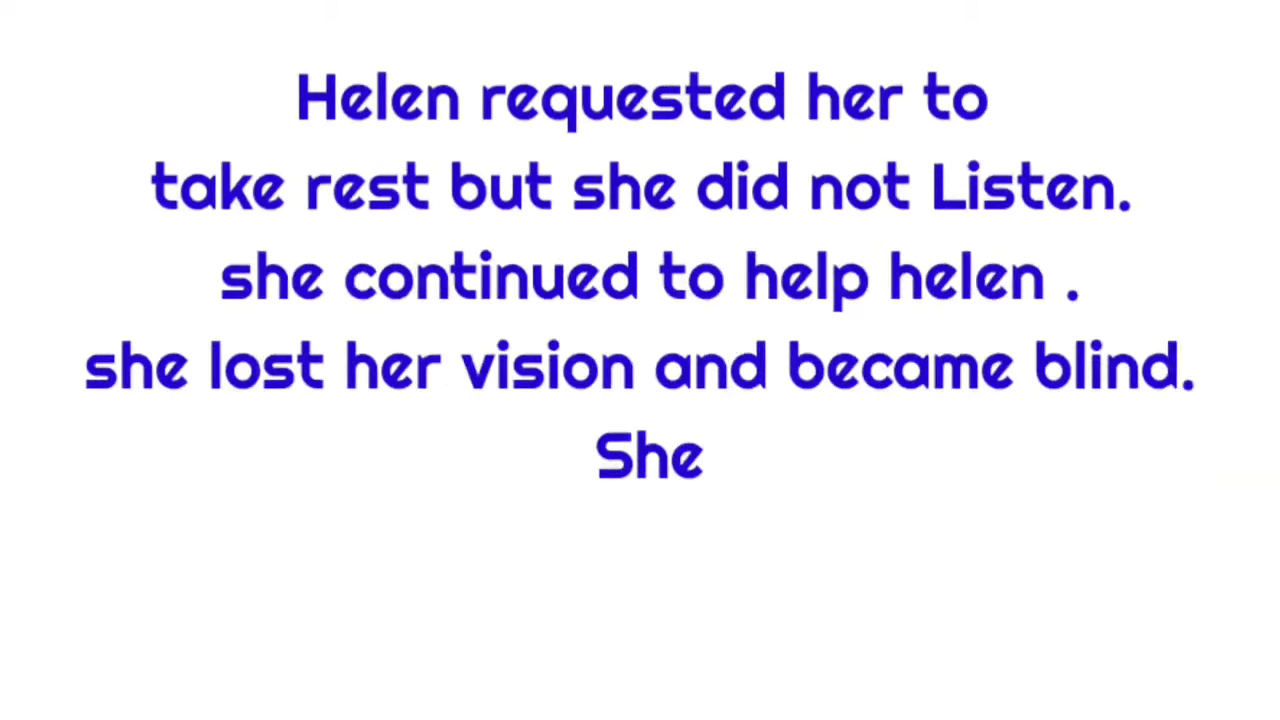 Helen requested her to
take rest but she did not Listen.
she continued to help helen .
she lost her vision and became blind.
She